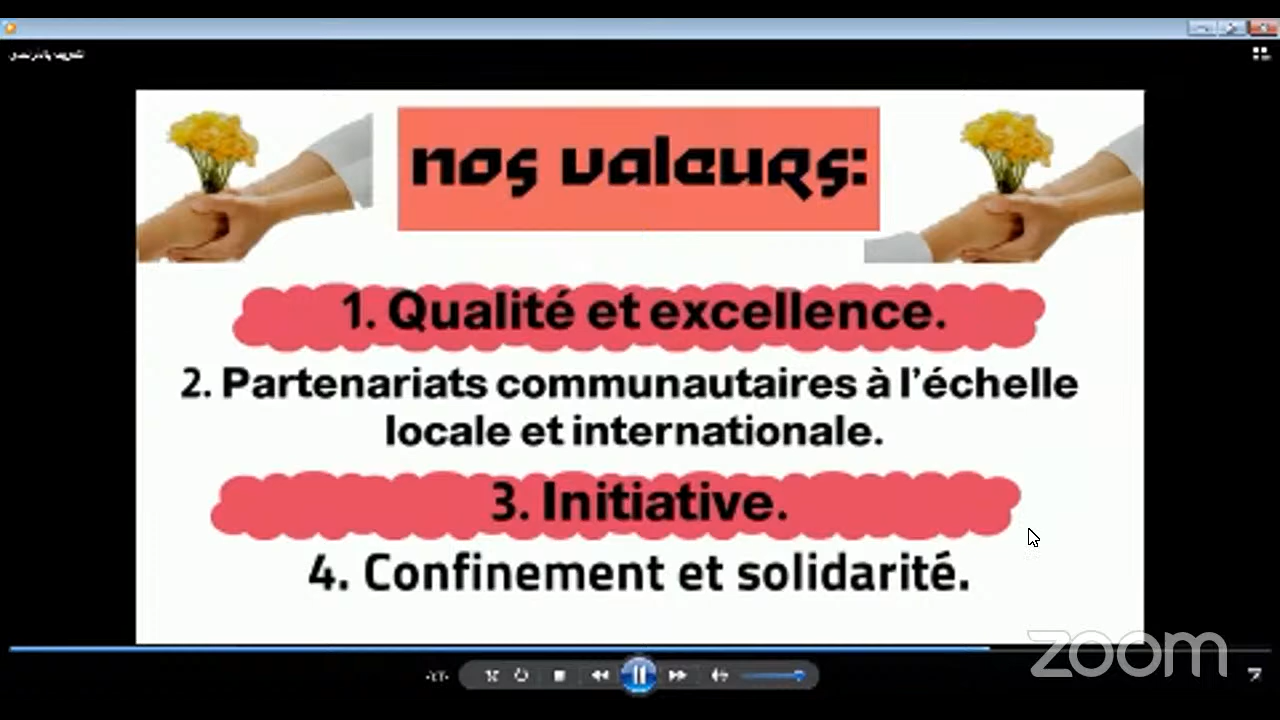 nos valeurs:
1. Qualité et excellence.
2. Partenariats communautaires à l'échelle
locale et internationale.
3. Initiative.
4. Confinement et solidarité.
zoom